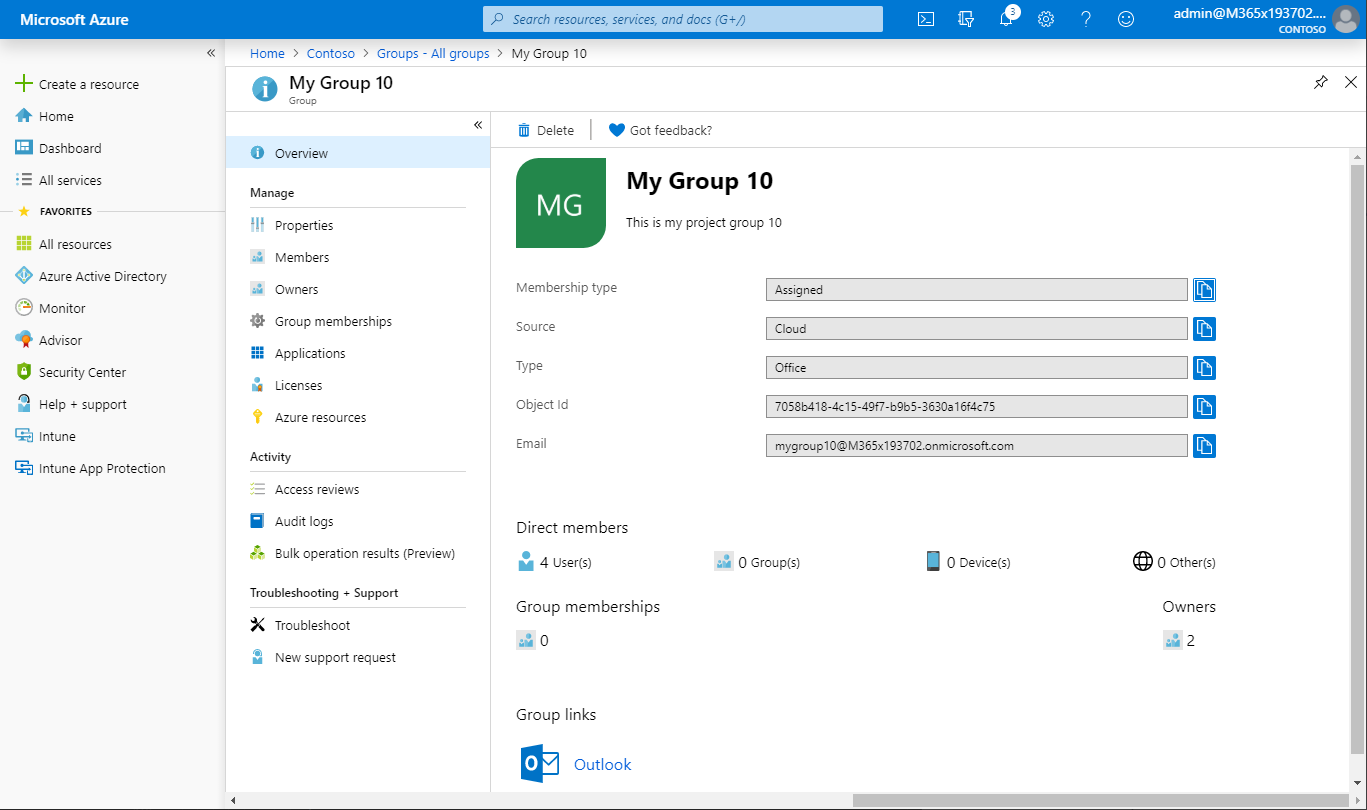 Microsoft Azure
Search resources, services, and docs (G+/)
3
admin@M365x193702....
CONTOSO
Create a resource
Home
Dashboard
All services
FAVORITES
All resources
Azure Active Directory
Monitor
Advisor
Security Center
Help + support
Intune
Intune App Protection
Home > Contoso > Groups - All groups > My Group 10
My Group 10
Group
Overview
Manage
Properties
Members
Owners
Group memberships
Applications
Licenses
Azure resources
Activity
Access reviews
Audit logs
Bulk operation results (Preview)
Troubleshooting + Support
Troubleshoot
New support request
Delete
Got feedback?
MG
My Group 10
This is my project group 10
Membership type
Assigned
Source
Cloud
Type
Office
Object Id
7058b418-4c15-49f7-b9b5-3630a16f4c75
Email
mygroup10@M365x193702.onmicrosoft.com
Direct members
4 User(s)
0 Group(s)
0 Device(s)
0 Other(s)
Group memberships
0
Owners
2
Group links
Outlook